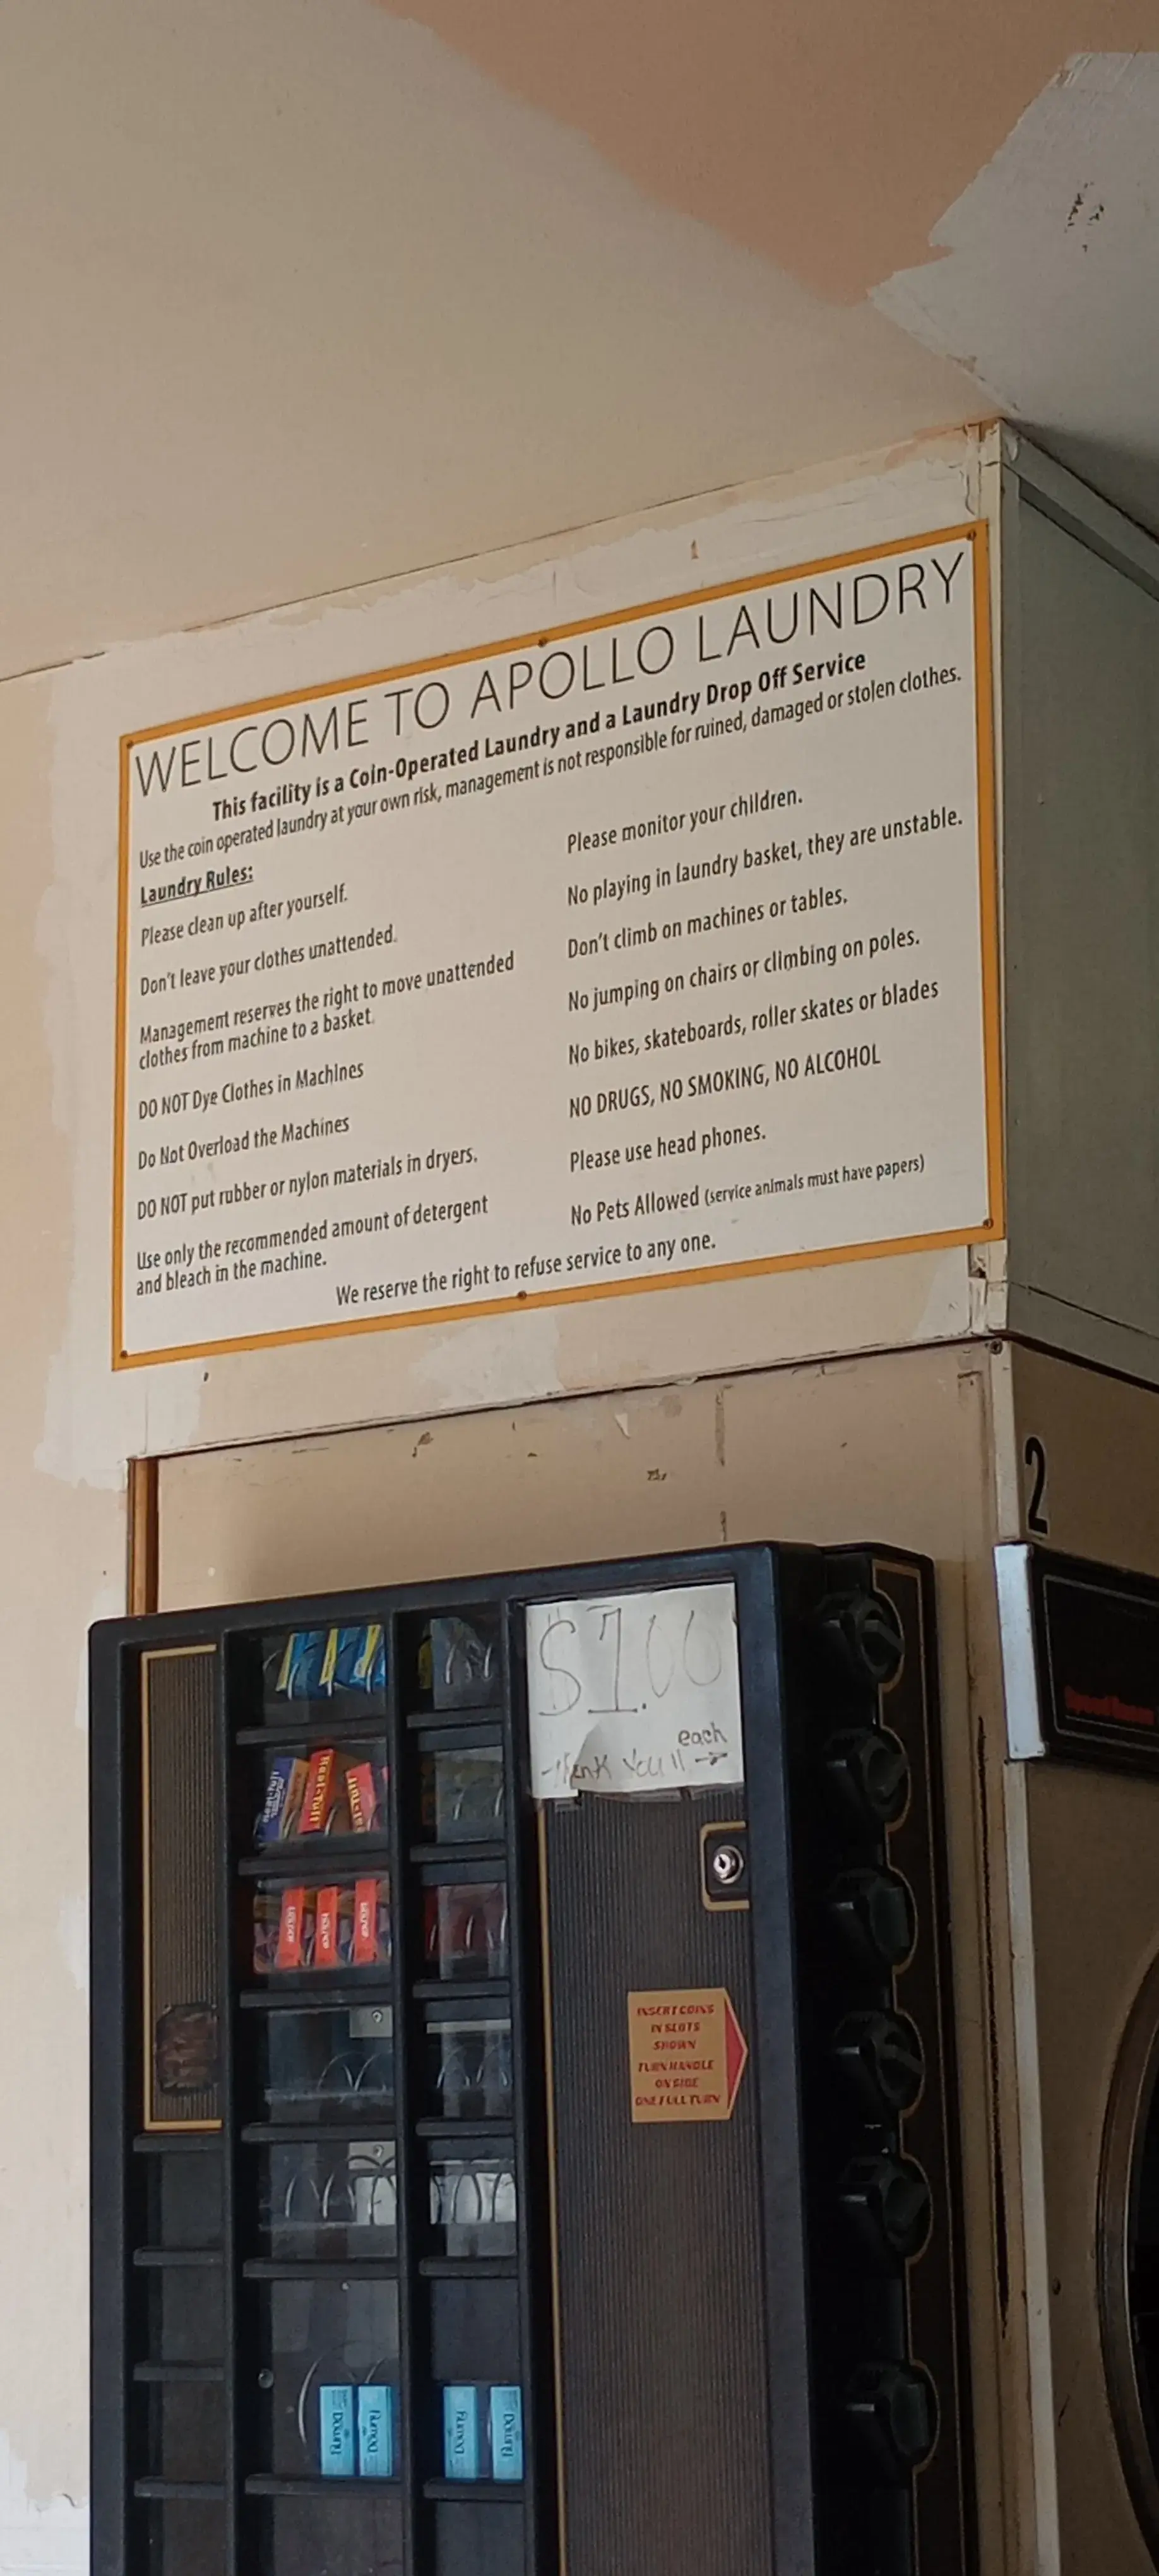 WELCOME TO APOLLO LAUNDRY
This facility is a Coin-Operated Laundry and a Laundry Drop Off Service
Use the coin operated laundry at your own risk, management is not responsible for ruined, damaged or stolen clothes.
Laundry Rules:
Please clean up after yourself.
Don't leave your clothes unattended.
Management reserves the right to move unattended
clothes from machine to a basket.
DO NOT Dye Clothes in Machines
Do Not Overload the Machines
DO NOT put rubber or nylon materials in dryers.
Use only the recommended amount of detergent
and bleach in the machine.
Please monitor your children.
No playing in laundry basket, they are unstable.
Don't climb on machines or tables.
No jumping on chairs or climbing on poles.
No bikes, skateboards, roller skates or blades
NO DRUGS, NO SMOKING, NO ALCOHOL
Please use head phones.
No Pets Allowed (service animals must have papers)
We reserve the right to refuse service to any one.
2
$1.00
each
Thank You!!
INSERT COINS
IN SLOTS
SHOWN
TURN HANDLE
ON SIDE
ONE FULL TURN
Downy
Downy
Downy
Downy